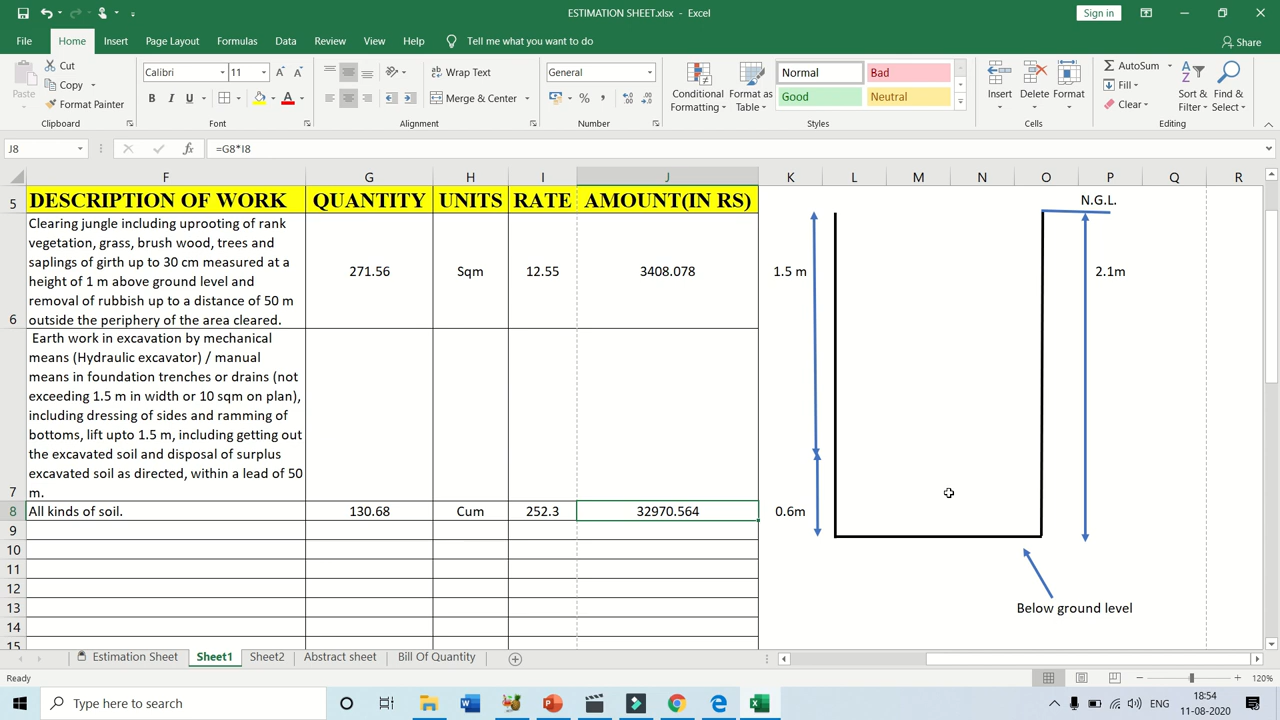 ESTIMATION SHEET.xlsx - Excel
Sign in
File Home Insert Page Layout Formulas Data Review View Help Tell me what you want to do Share
Cut
Copy
Format Painter
Paste
Clipboard
Calibri 11
B I U A
Font
Wrap Text
Merge & Center
Alignment
General
% ,
Number
Conditional Formatting
Format as Table
Normal Bad
Good Neutral
Styles
Insert Delete Format
Cells
AutoSum
Fill
Clear
Sort & Filter
Find & Select
Editing
J8 fx =G8*I8
F G H I J K L M N O P Q R
5 DESCRIPTION OF WORK QUANTITY UNITS RATE AMOUNT(IN RS)
N.G.L.
Clearing jungle including uprooting of rank
vegetation, grass, brush wood, trees and
saplings of girth up to 30 cm measured at a
height of 1 m above ground level and
removal of rubbish up to a distance of 50 m
outside the periphery of the area cleared.
6 271.56 Sqm 12.55 3408.078
1.5 m
2.1m
Earth work in excavation by mechanical
means (Hydraulic excavator) / manual
means in foundation trenches or drains (not
exceeding 1.5 m in width or 10 sqm on plan),
including dressing of sides and ramming of
bottoms, lift upto 1.5 m, including getting out
the excavated soil and disposal of surplus
excavated soil as directed, within a lead of 50
m.
7
8 All kinds of soil. 130.68 Cum 252.3 32970.564
0.6m
9
10
11
12
13
14
15
Below ground level
Estimation Sheet Sheet1 Sheet2 Abstract sheet Bill Of Quantity
Ready
120%
Type here to search
ENG
18:54
11-08-2020